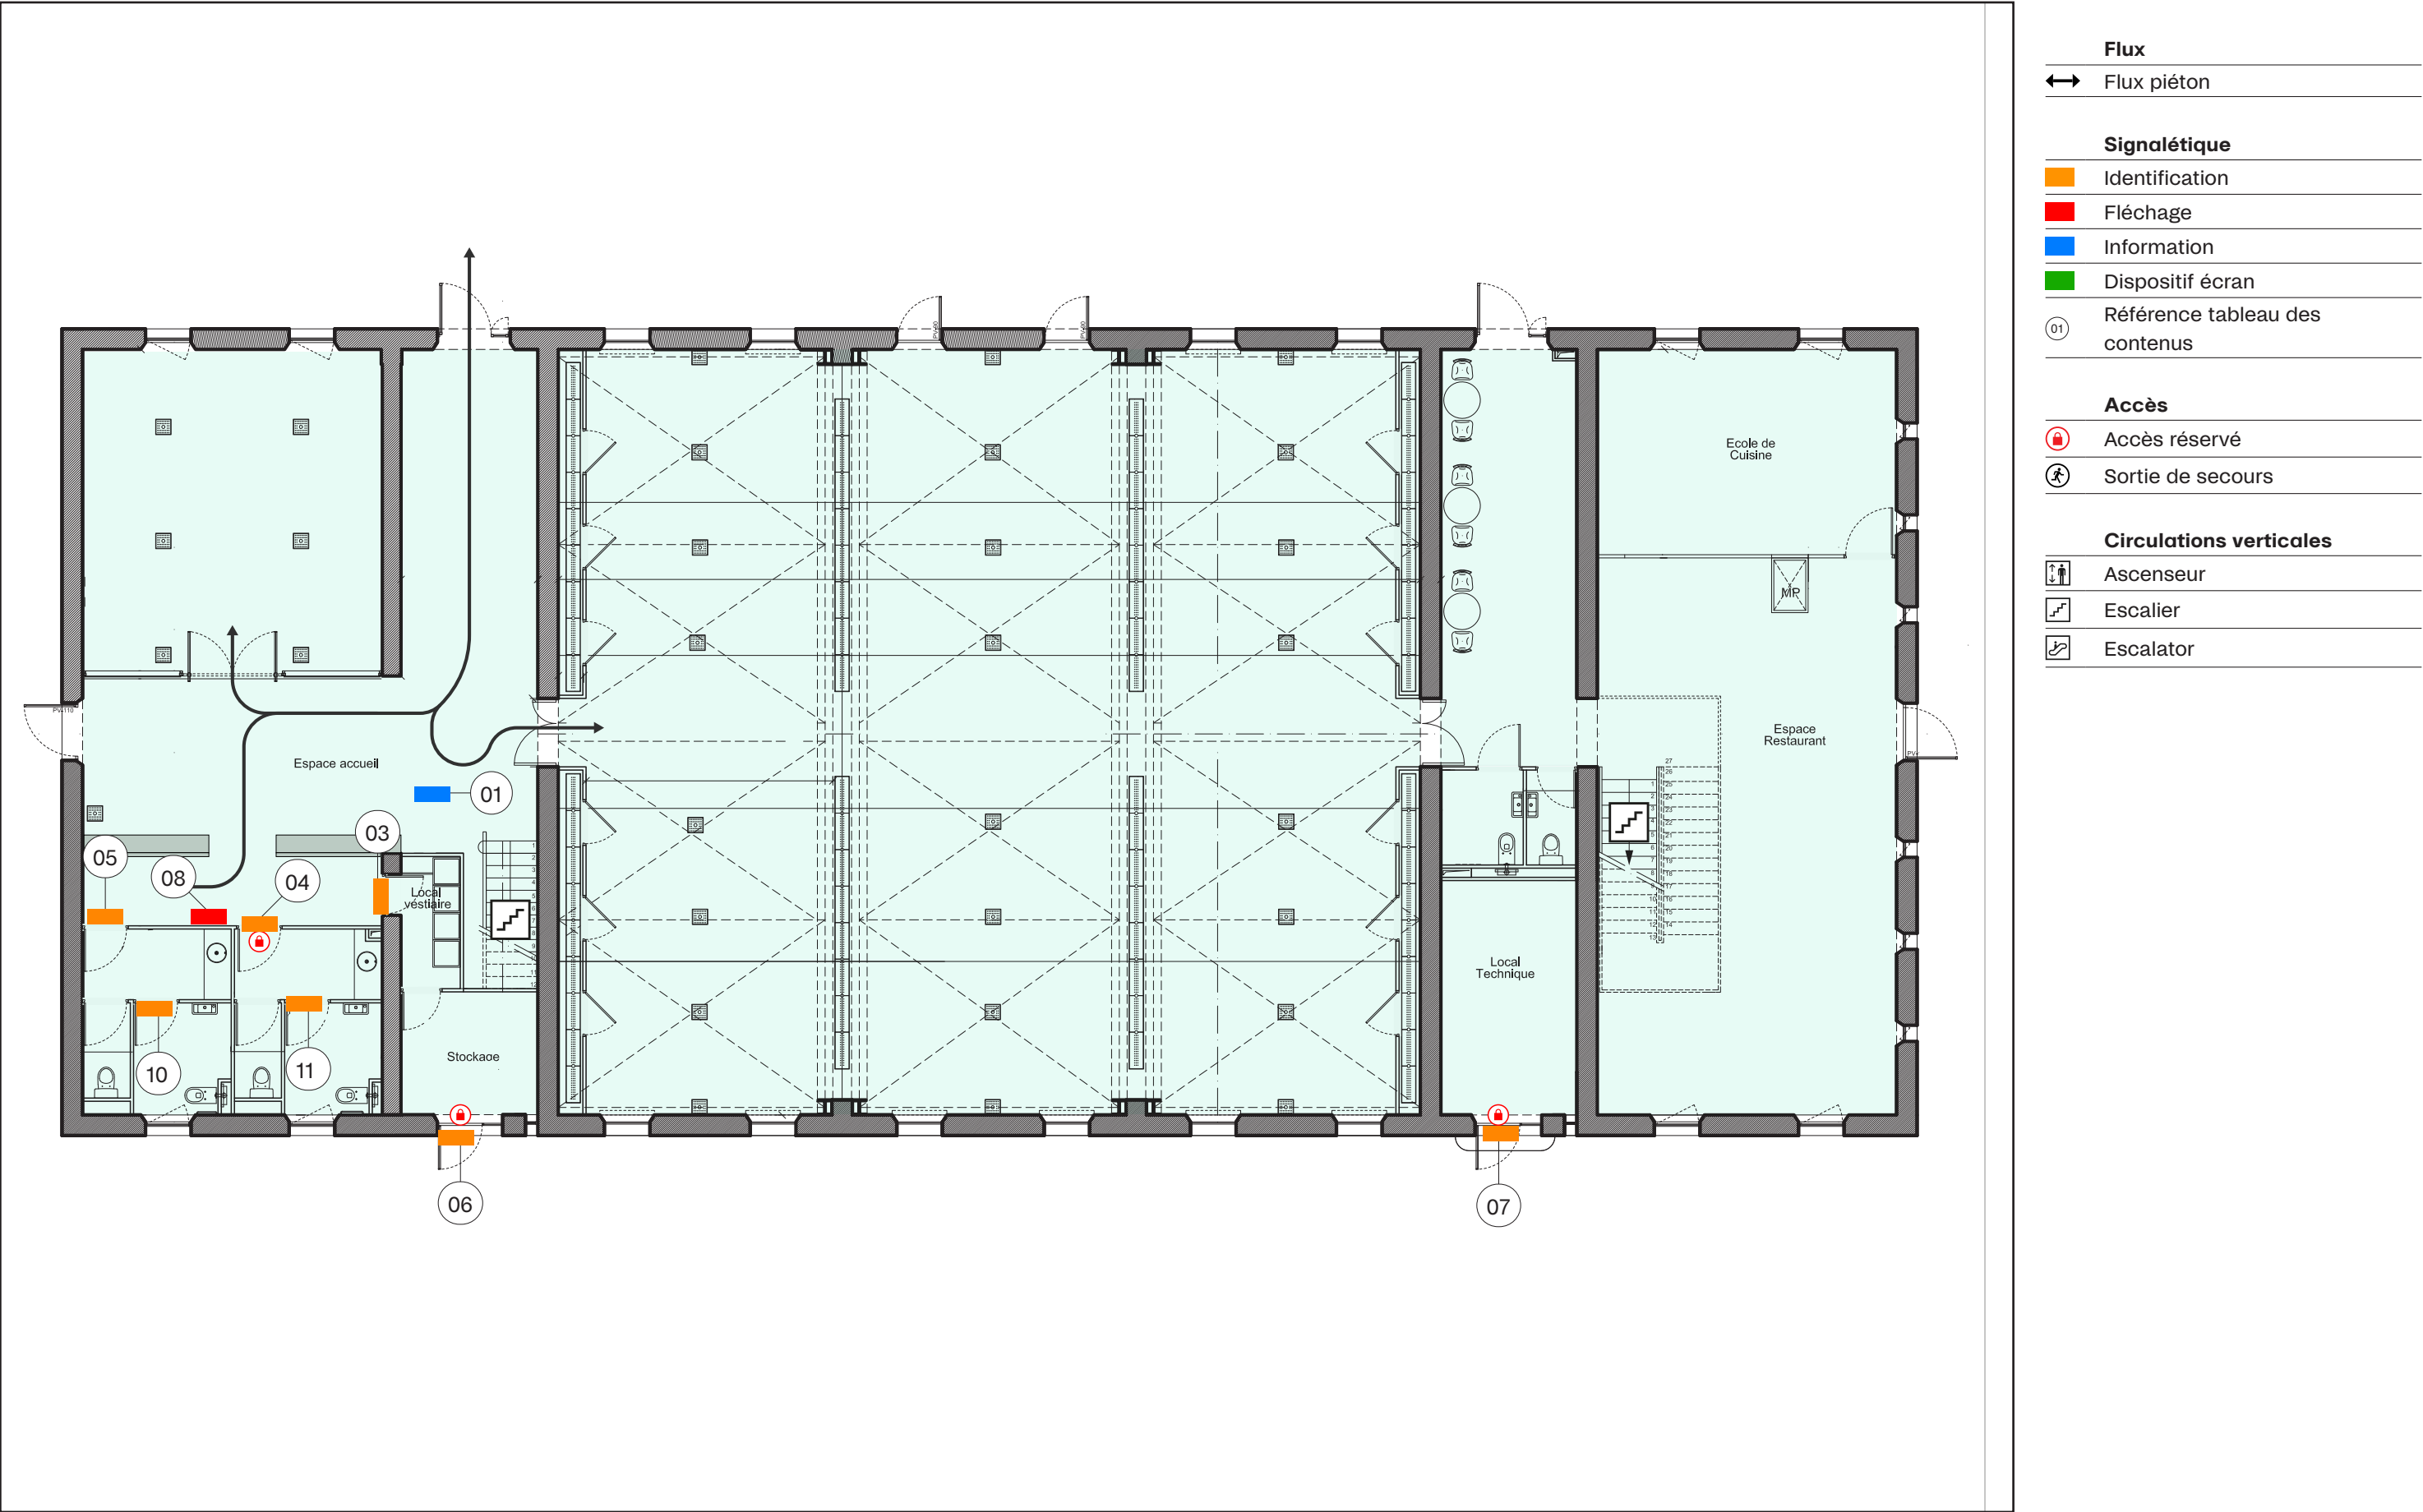 Flux
Flux piéton
Signalétique
Identification
Fléchage
Information
Dispositif écran
01
Référence tableau des
contenus
Accès
Accès réservé
Sortie de secours
Circulations verticales
Ascenseur
Escalier
Escalator
Ecole de
Cuisine
MP
Espace
Restaurant
Espace accueil
01
03
05
08
04
Local
vestiaire
Local
Technique
10
11
Stockage
06
07